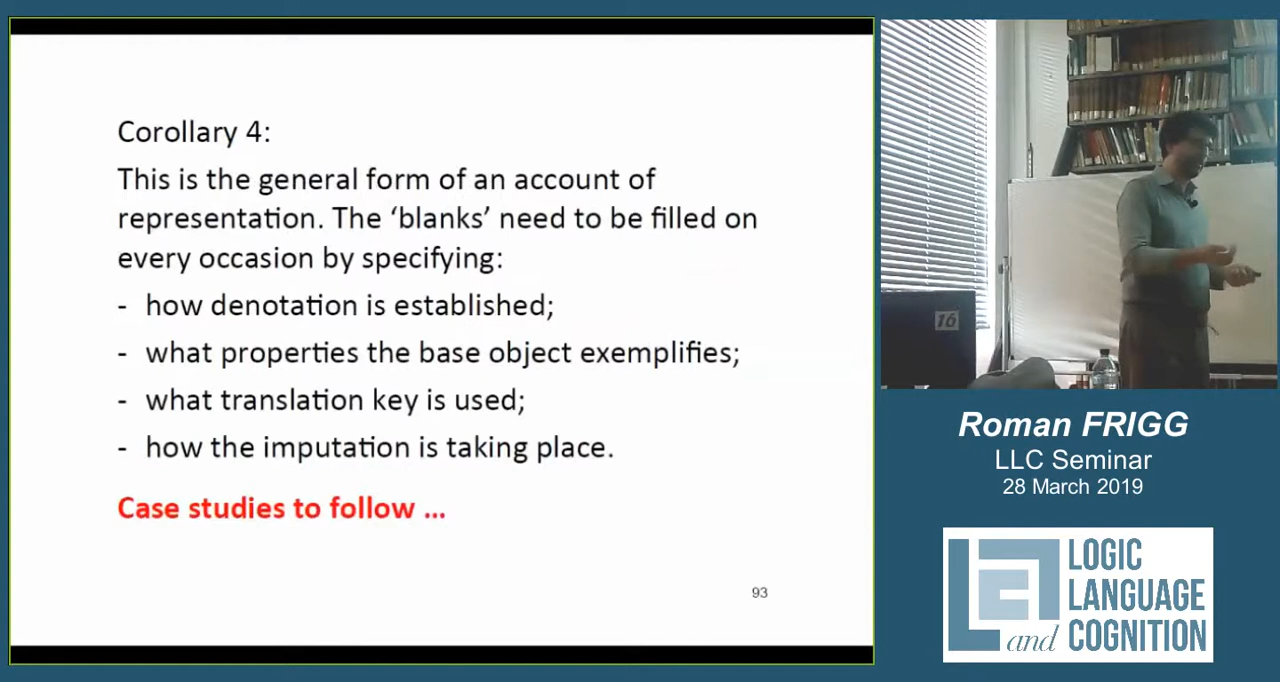 Corollary 4:
This is the general form of an account of
representation. The ‘blanks’ need to be filled on
every occasion by specifying:
- how denotation is established;
- what properties the base object exemplifies;
- what translation key is used;
- how the imputation is taking place.
Case studies to follow ...
93
16
Roman FRIGG
LLC Seminar
28 March 2019
LOGIC
LANGUAGE
and COGNITION